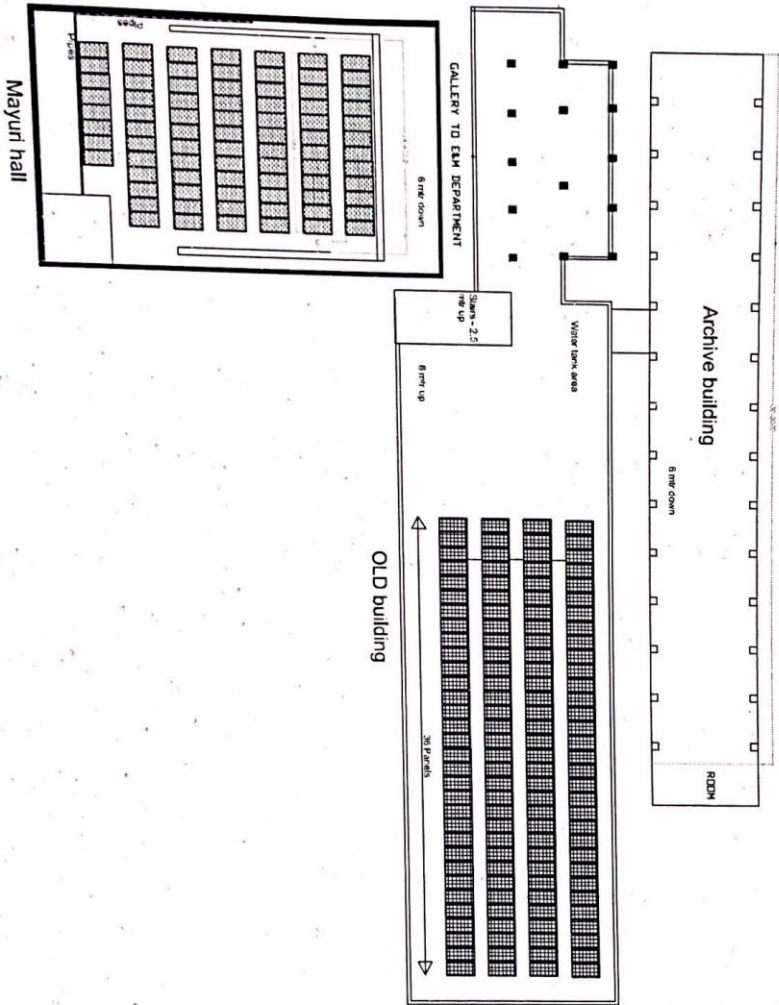 Pipes
Pipes
6 mtr down
Mayuri hall
GALLERY TO E&M DEPARTMENT
Stairs - 2.5
mtr up
Water tank area
6 mtr up
Archive building
6 mtr down
ROOM
OLD building
36 Panels